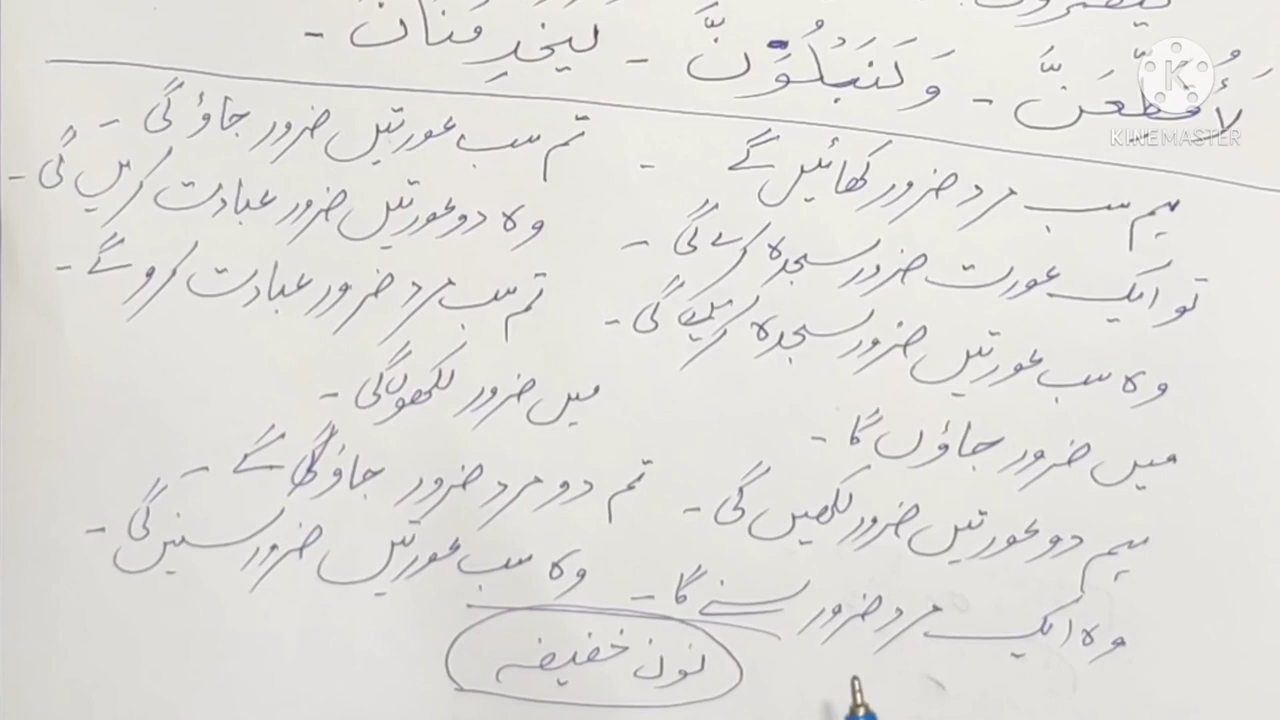 لَأُقَطِّعَنَّ - وَلَنَبْلُوَنَّ - لَيَخْدِمْنَانِّ -
KINEMASTER
ہم سب مرد ضرور کھائیں گے -
تم سب عورتیں ضرور جاؤ گی -
تو ایک عورت ضرور سجدہ کرے گی -
وہ دو عورتیں ضرور عبادت کریں گی -
وہ سب عورتیں ضرور سجدہ کریں گی -
تم سب مرد ضرور عبادت کرو گے -
میں ضرور جاؤں گا -
میں ضرور لکھوں گی -
ہم دو عورتیں ضرور لکھیں گی -
تم دو مرد ضرور جاؤ گے -
وہ ایک مرد ضرور سنے گا -
وہ سب عورتیں ضرور سنیں گی -
نون خفیفہ